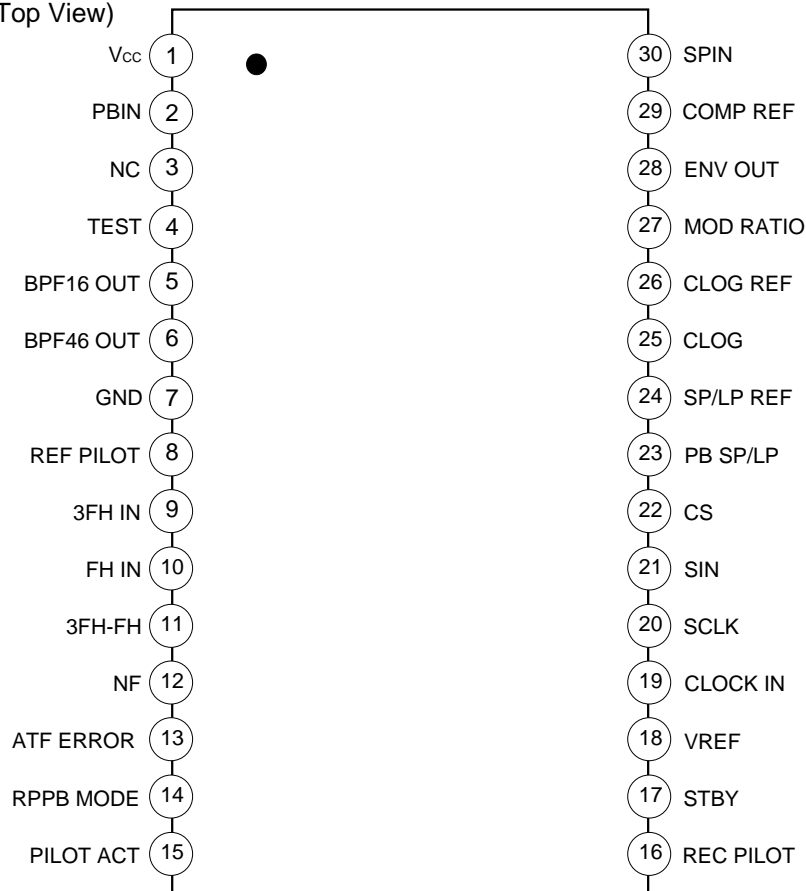 Top View)
Vcc 1 30 SPIN
PBIN 2 29 COMP REF
NC 3 28 ENV OUT
TEST 4 27 MOD RATIO
BPF16 OUT 5 26 CLOG REF
BPF46 OUT 6 25 CLOG
GND 7 24 SP/LP REF
REF PILOT 8 23 PB SP/LP
3FH IN 9 22 CS
FH IN 10 21 SIN
3FH-FH 11 20 SCLK
NF 12 19 CLOCK IN
ATF ERROR 13 18 VREF
RPPB MODE 14 17 STBY
PILOT ACT 15 16 REC PILOT